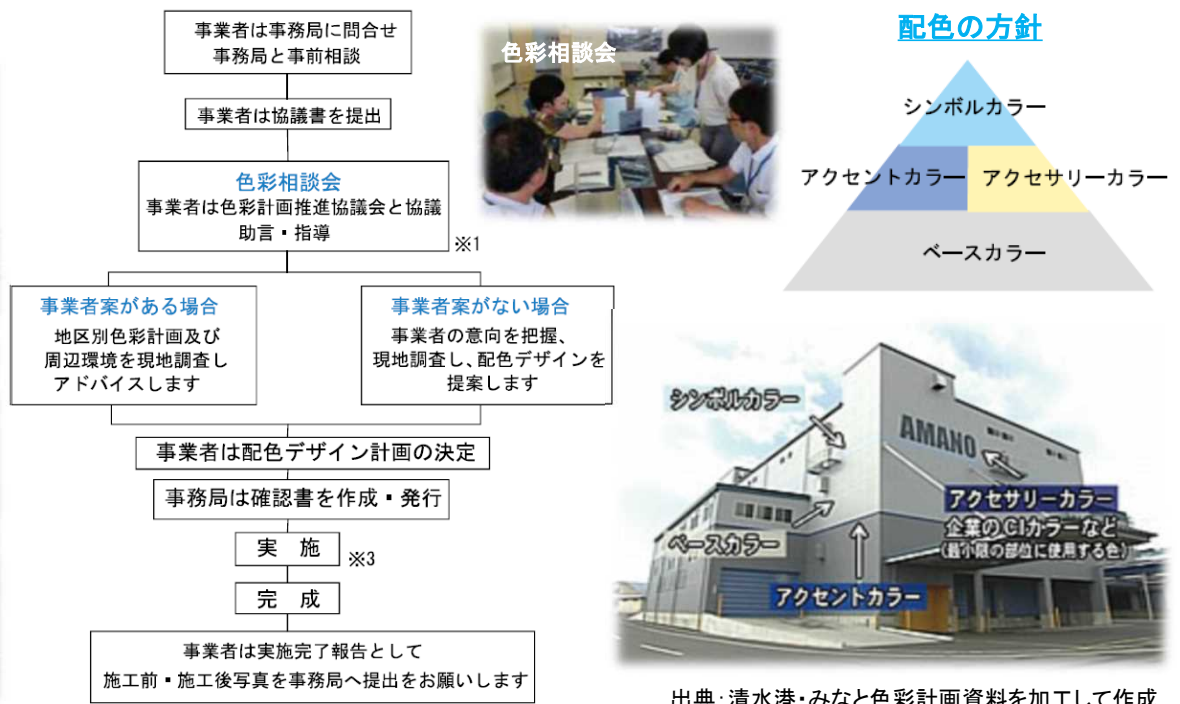 事業者は事務局に問合せ
事務局と事前相談
事業者は協議書を提出
色彩相談会
事業者は色彩計画推進協議会と協議
助言・指導
※1
事業者案がある場合
地区別色彩計画及び
周辺環境を現地調査し
アドバイスします
事業者案がない場合
事業者の意向を把握、
現地調査し、配色デザインを
提案します
事業者は配色デザイン計画の決定
事務局は確認書を作成・発行
実 施
※3
完 成
事業者は実施完了報告として
施工前・施工後写真を事務局へ提出をお願いします
色彩相談会
配色の方針
シンボルカラー
アクセントカラー
アクセサリーカラー
ベースカラー
シンボルカラー
AMANO
アクセサリーカラー
企業のCIカラーなど
(最小限の部位に使用する色)
ベースカラー
アクセントカラー
出典：清水港・みなと色彩計画資料を加工して作成